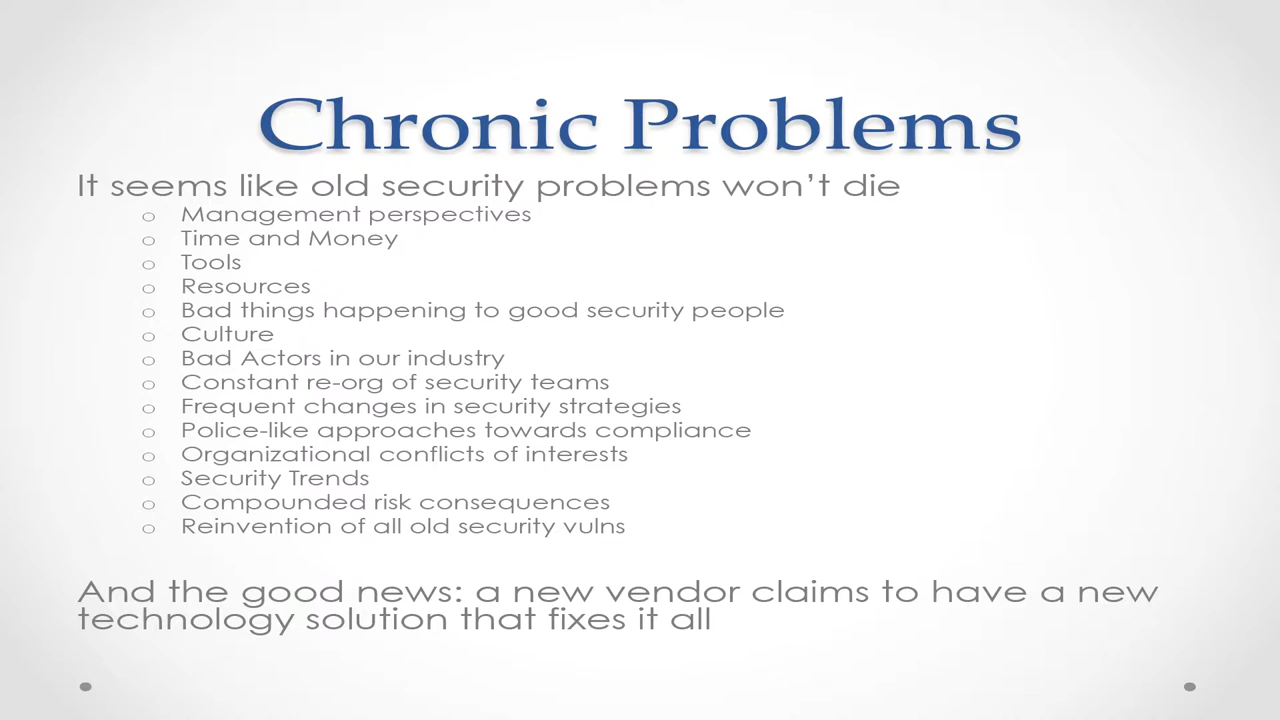 Chronic Problems
It seems like old security problems won’t die
o Management perspectives
o Time and Money
o Tools
o Resources
o Bad things happening to good security people
o Culture
o Bad Actors in our industry
o Constant re-org of security teams
o Frequent changes in security strategies
o Police-like approaches towards compliance
o Organizational conflicts of interests
o Security Trends
o Compounded risk consequences
o Reinvention of all old security vulns
And the good news: a new vendor claims to have a new
technology solution that fixes it all